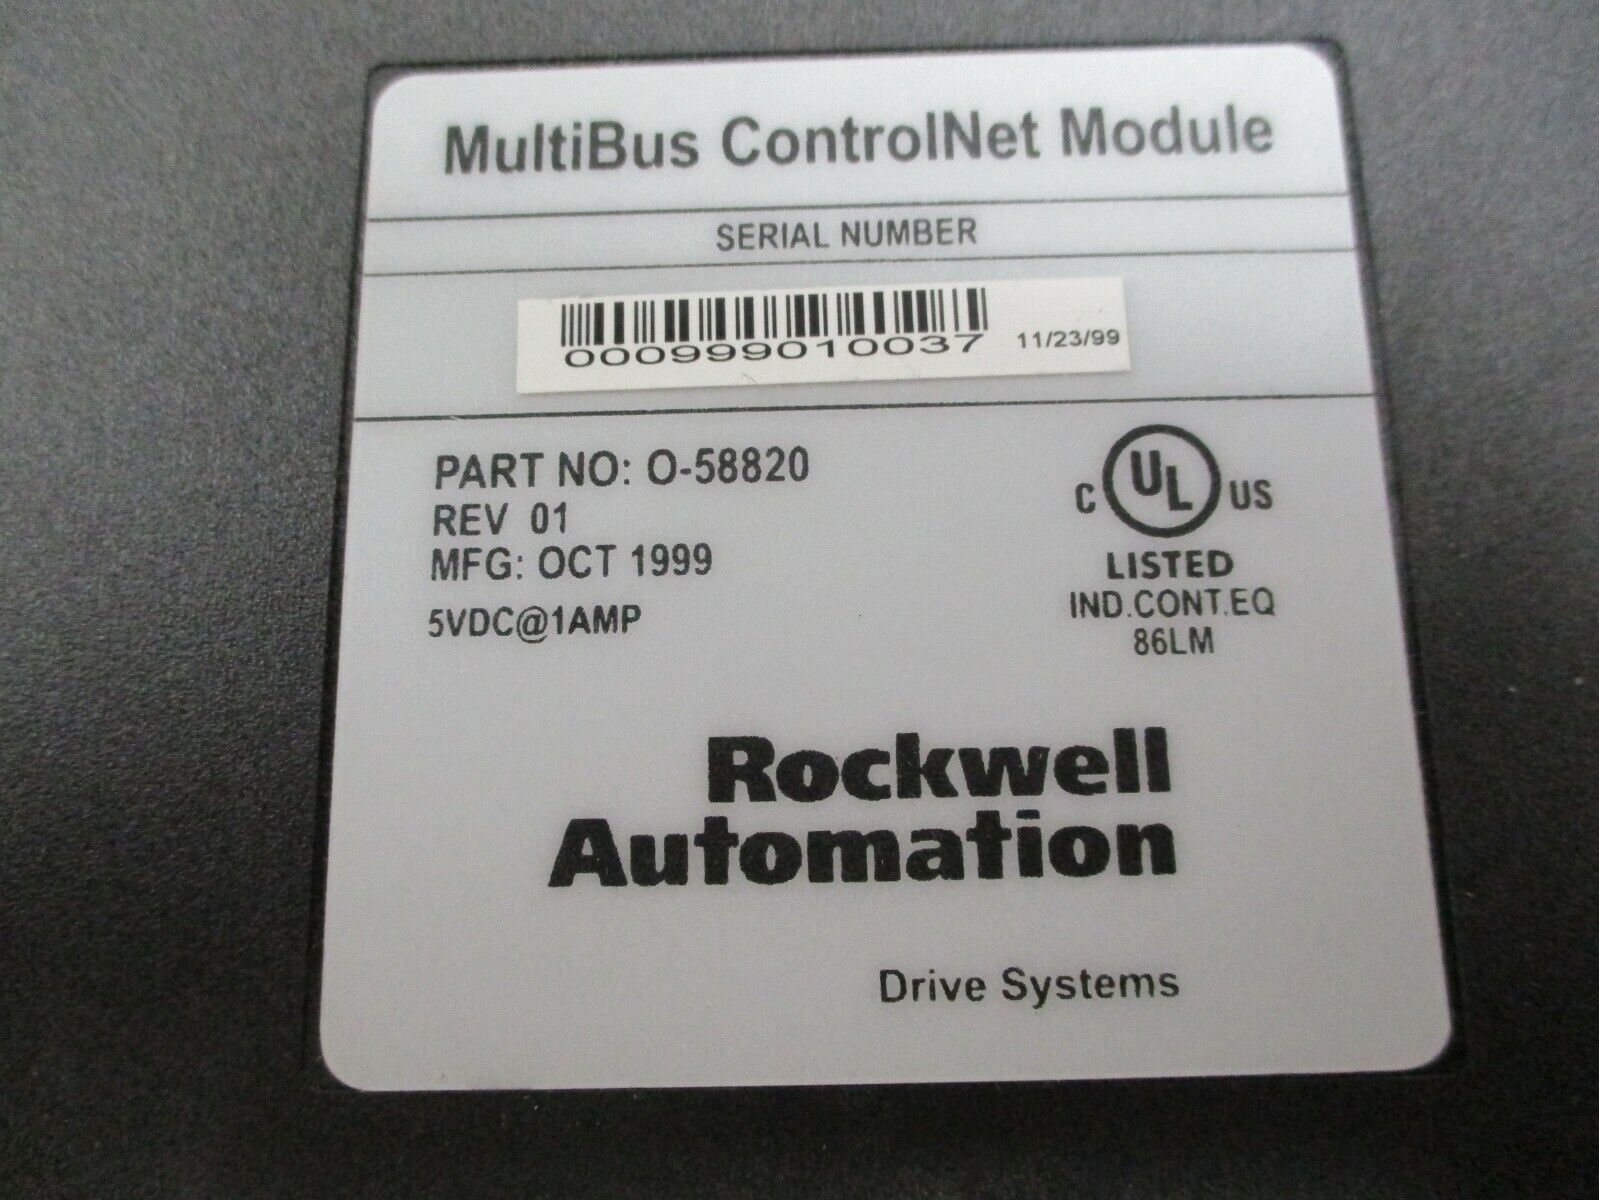 MultiBus ControlNet Module
SERIAL NUMBER
000999010037 11/23/99
PART NO: O-58820
REV 01
MFG: OCT 1999
5VDC@1AMP
C UL US
LISTED
IND.CONT.EQ
86LM
Rockwell
Automation
Drive Systems